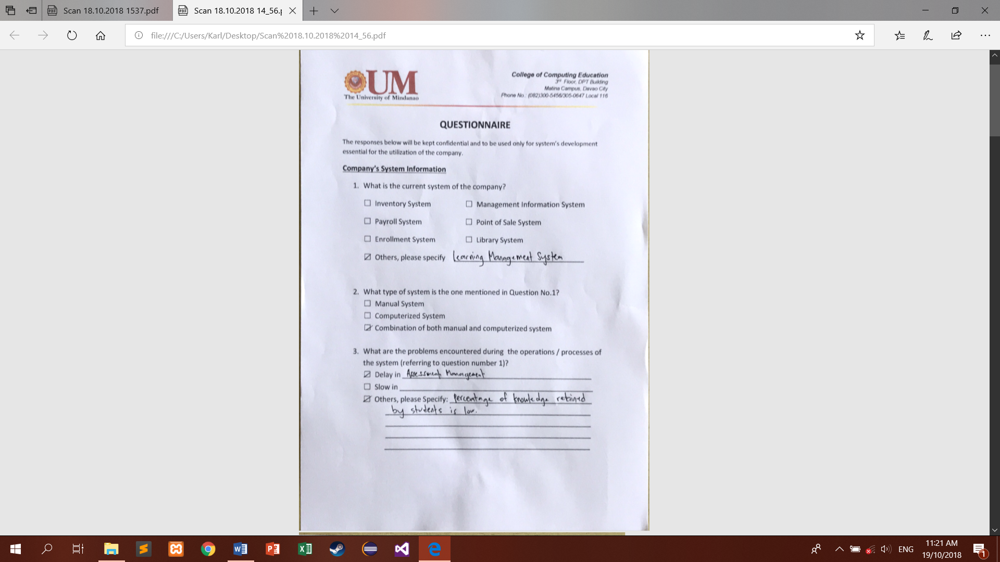 Scan 18.10.2018 1537.pdf
Scan 18.10.2018 14_56.p
file:///C:/Users/Karl/Desktop/Scan%2018.10.2018%2014_56.pdf
UM
The University of Mindanao
College of Computing Education
3rd Floor, DPT Building
Matina Campus, Davao City
Phone No.: (082)300-5456/305-0647 Local 116
QUESTIONNAIRE
The responses below will be kept confidential and to be used only for system's development
essential for the utilization of the company.
Company's System Information
1. What is the current system of the company?
☐ Inventory System ☐ Management Information System
☐ Payroll System ☐ Point of Sale System
☐ Enrollment System ☐ Library System
☑ Others, please specify Learning Management System
2. What type of system is the one mentioned in Question No.1?
☐ Manual System
☐ Computerized System
☑ Combination of both manual and computerized system
3. What are the problems encountered during the operations / processes of
the system (referring to question number 1)?
☑ Delay in Assessment Management
☐ Slow in
☑ Others, please Specify: Percentage of knowledge retained
by students is low.
ENG
11:21 AM
19/10/2018
1